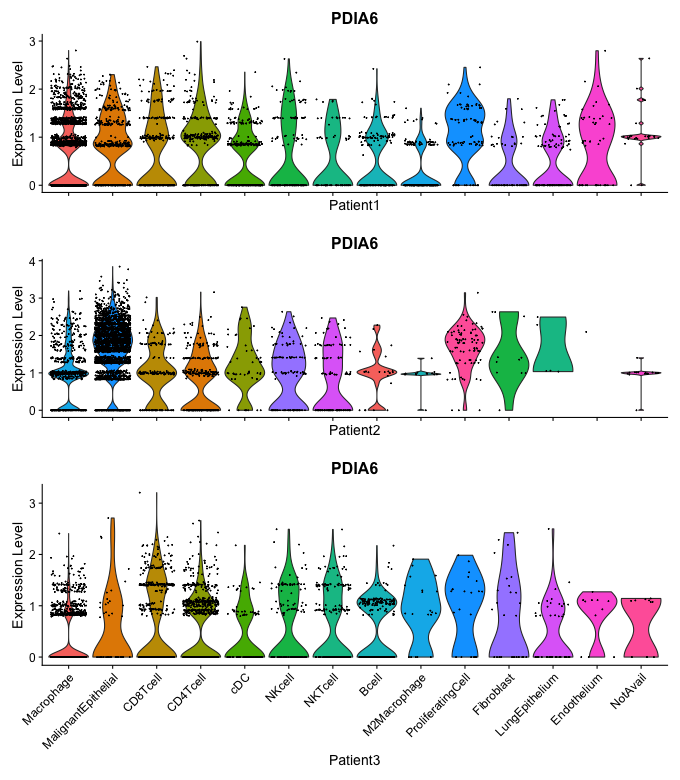 PDIA6
Expression Level
3
2
1
0
Patient1
PDIA6
Expression Level
4
3
2
1
0
Patient2
PDIA6
Expression Level
3
2
1
0
Macrophage
MalignantEpithelial
CD8Tcell
CD4Tcell
cDC
NKcell
NKTcell
Bcell
M2Macrophage
ProliferatingCell
Fibroblast
LungEpithelium
Endothelium
NotAvail
Patient3